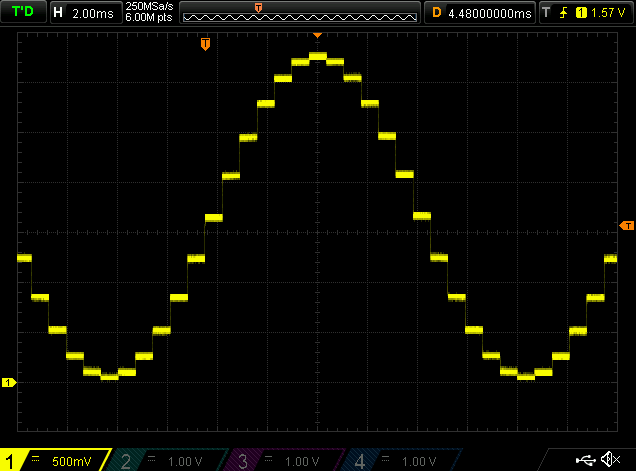 T'D H 2.00ms 250MSa/s 6.00M pts T D 4.48000000ms T 1 1.57 V
T
T
1
1 500mV 2 1.00 V 3 1.00 V 4 1.00 V